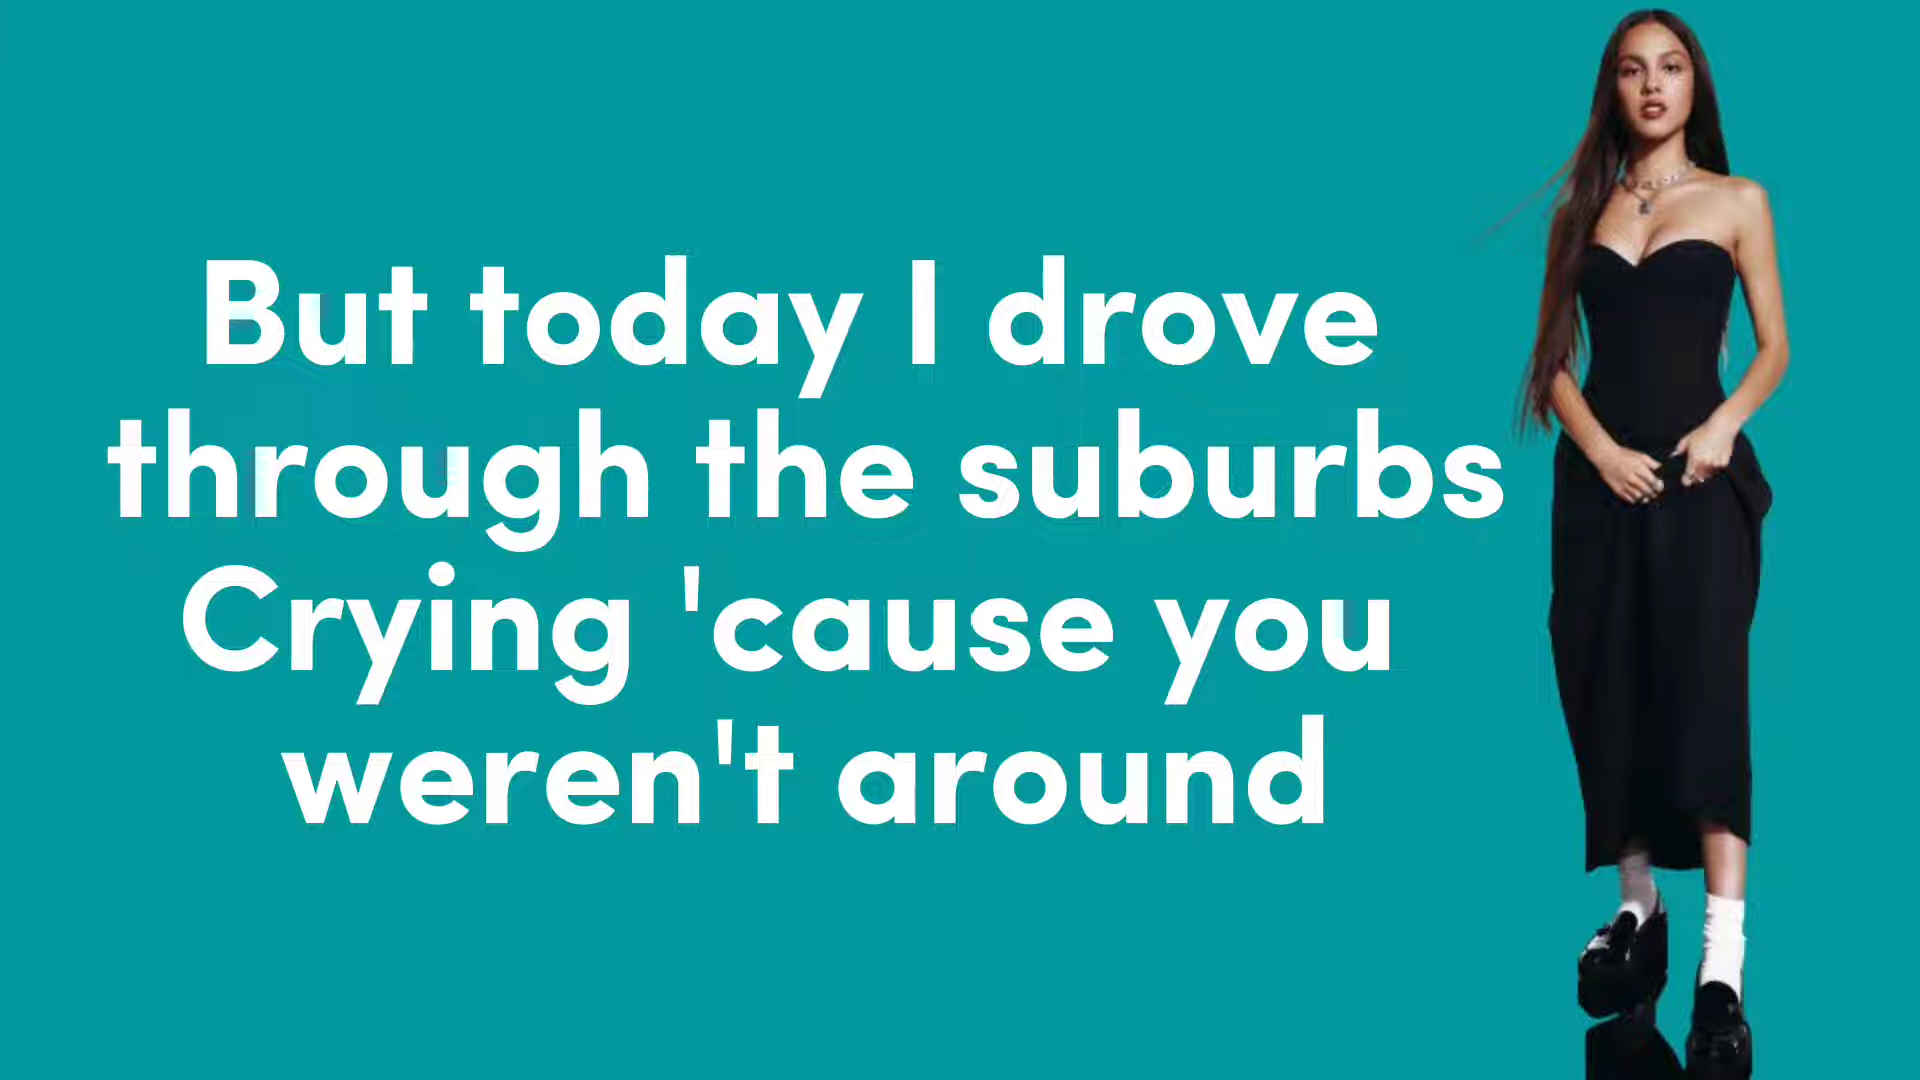 But today I drove
through the suburbs
Crying 'cause you
weren't around